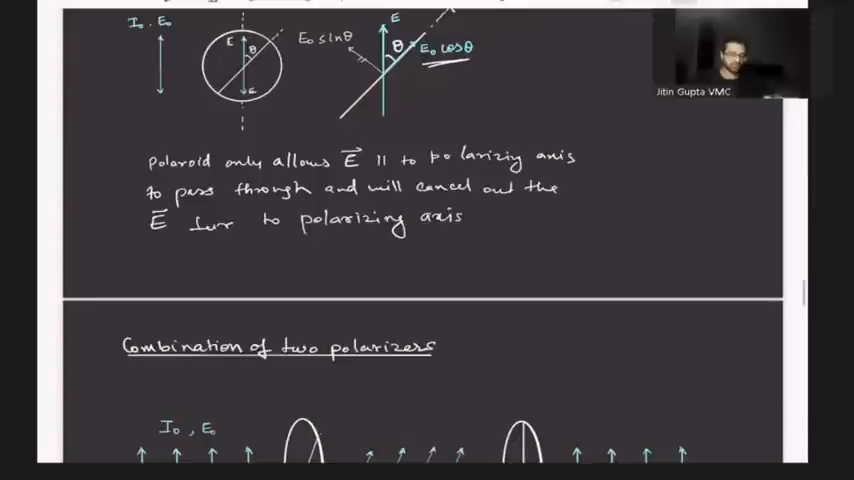 I₀, E₀
E
E₀ sinθ
θ
E₀ cosθ
E
θ
E
Jitin Gupta VMC
Polaroid only allows E⃗ || to polarizing axis
to pass through and will cancel out the
E⃗ ⊥ur to polarizing axis
Combination of two polarizers
I₀, E₀